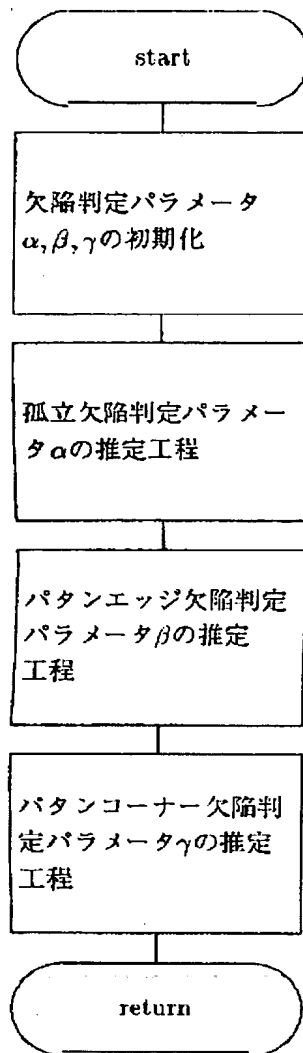 start
欠陥判定パラメータ
α,β,γの初期化
孤立欠陥判定パラメー
タαの推定工程
パタンエッジ欠陥判定
パラメータβの推定
工程
パタンコーナー欠陥判
定パラメータγの推定
工程
return